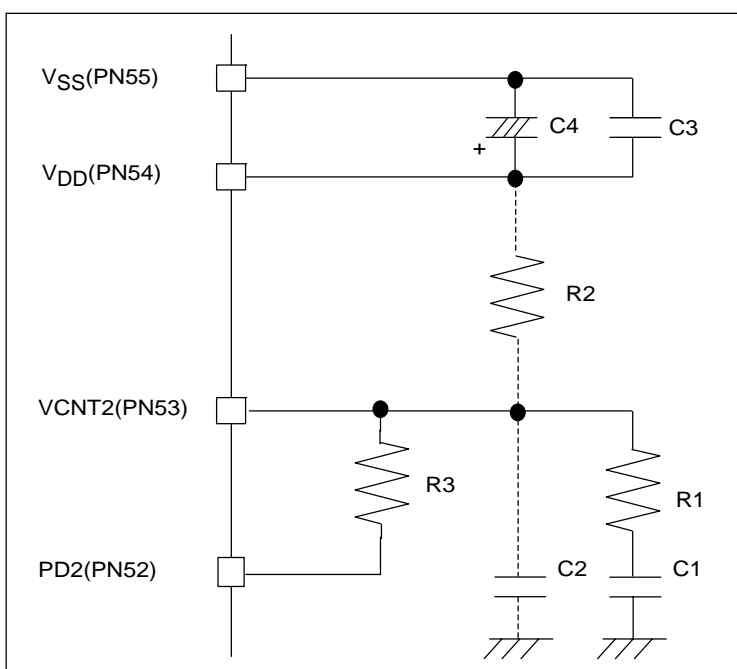 VSS(PN55)
C4
C3
+
VDD(PN54)
R2
VCNT2(PN53)
R3
R1
PD2(PN52)
C2
C1